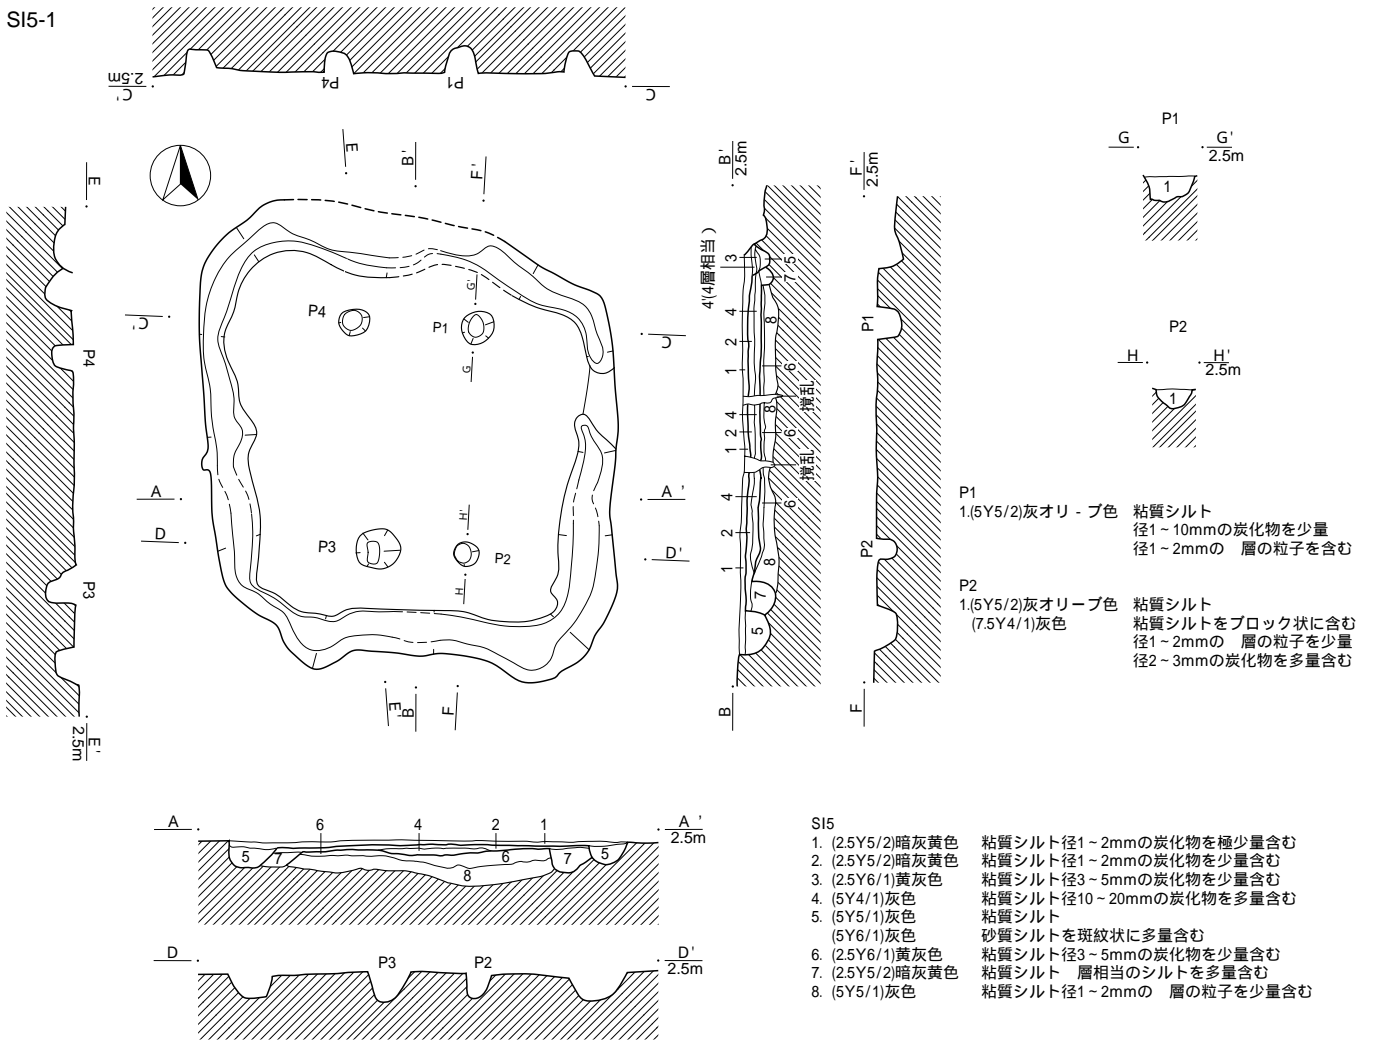 SI5-1
2.5m
C' C
P4 P1
E B' F'
E
C' C
P4 P1
G'
G
A A'
D D'
P3 P2
H'
H
E' B F
P4
P3
E'
2.5m
B'
2.5m
4'(4層相当)
3 5
7
4 8
2
1 6
撹乱
4 8
2 6
1
撹乱
4 6
2
1 8
7
5
B
F'
2.5m
P1
P2
F
P1
G G'
2.5m
1
P2
H H'
2.5m
1
P1
1.(5Y5/2)灰オリ-ブ色 粘質シルト
径1~10mmの炭化物を少量
径1~2mmの 層の粒子を含む
P2
1.(5Y5/2)灰オリーブ色 粘質シルト
(7.5Y4/1)灰色 粘質シルトをブロック状に含む
径1~2mmの 層の粒子を少量
径2~3mmの炭化物を多量含む
A 6 4 2 1 A'
2.5m
5 7 6 7 5
8
D P3 P2 D'
2.5m
SI5
1. (2.5Y5/2)暗灰黄色 粘質シルト径1~2mmの炭化物を極少量含む
2. (2.5Y5/2)暗灰黄色 粘質シルト径1~2mmの炭化物を少量含む
3. (2.5Y6/1)黄灰色 粘質シルト径3~5mmの炭化物を少量含む
4. (5Y4/1)灰色 粘質シルト径10~20mmの炭化物を多量含む
5. (5Y5/1)灰色 粘質シルト
(5Y6/1)灰色 砂質シルトを斑紋状に多量含む
6. (2.5Y6/1)黄灰色 粘質シルト径3~5mmの炭化物を少量含む
7. (2.5Y5/2)暗灰黄色 粘質シルト 層相当のシルトを多量含む
8. (5Y5/1)灰色 粘質シルト径1~2mmの 層の粒子を少量含む